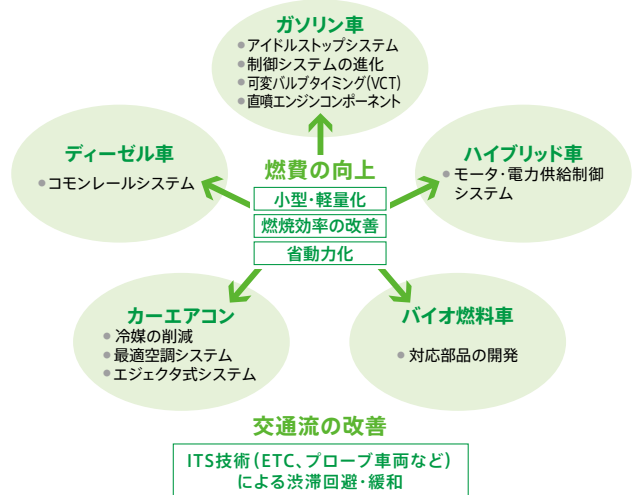 ガソリン車
●アイドルストップシステム
●制御システムの進化
●可変バルブタイミング(VCT)
●直噴エンジンコンポーネント
ディーゼル車
●コモンレールシステム
燃費の向上
小型・軽量化
燃焼効率の改善
省動力化
ハイブリッド車
●モータ・電力供給制御
システム
カーエアコン
●冷媒の削減
●最適空調システム
●エジェクタ式システム
バイオ燃料車
●対応部品の開発
交通流の改善
ITS技術(ETC、プローブ車両など)
による渋滞回避・緩和